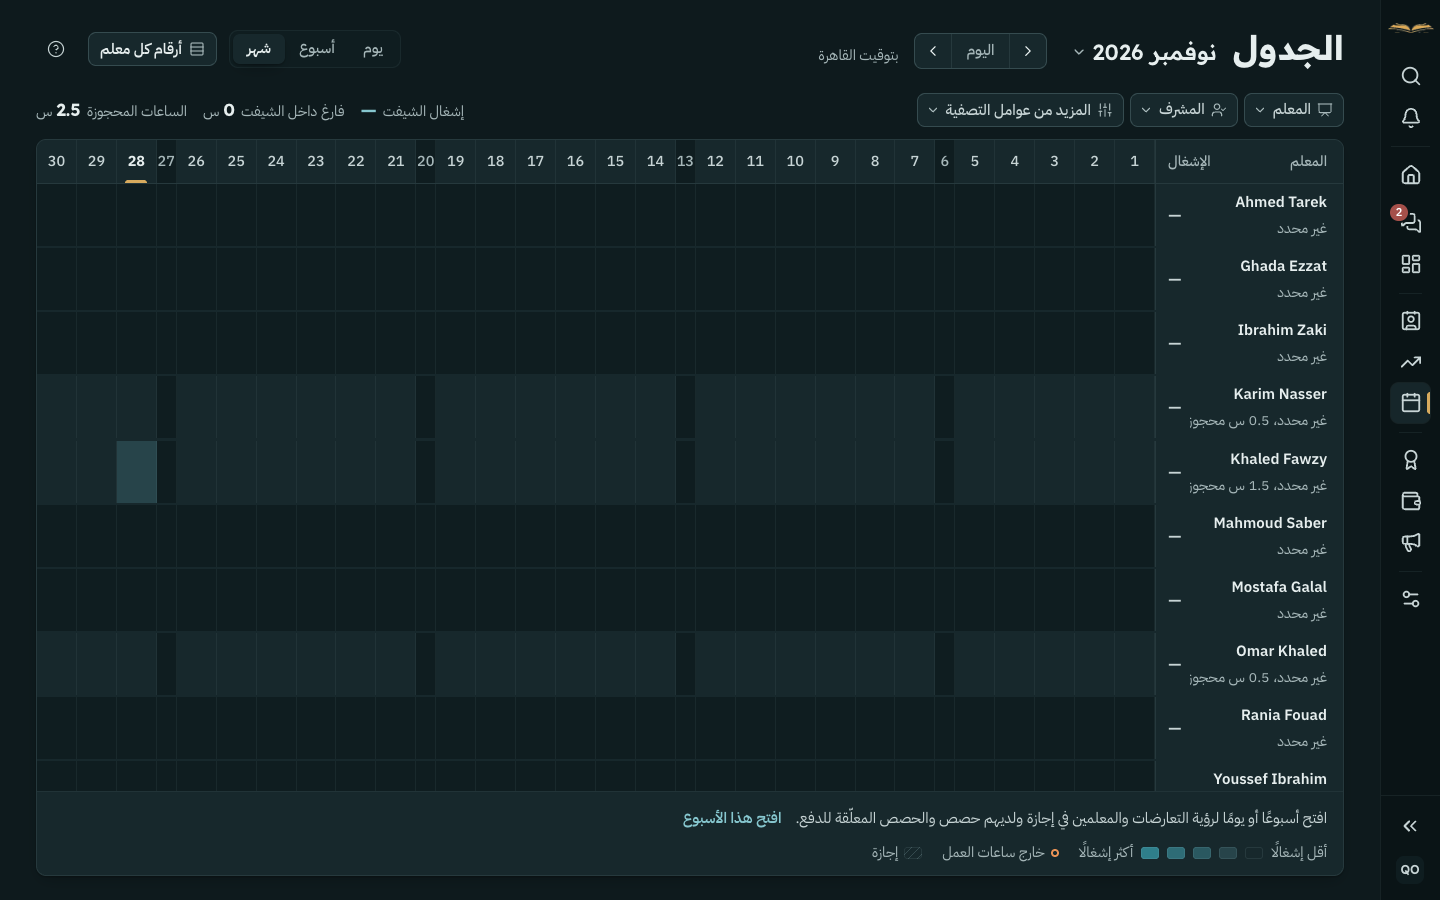 الجدول
نوفمبر 2026
اليوم
بتوقيت القاهرة
يوم
أسبوع
شهر
أرقام كل معلم
المعلم
المشرف
المزيد من عوامل التصفية
إشغال الشيفت —
فارغ داخل الشيفت 0 س
الساعات المحجوزة 2.5 س
المعلم
الإشغال
1 2 3 4 5 6 7 8 9 10 11 12 13 14 15 16 17 18 19 20 21 22 23 24 25 26 27 28 29 30
Ahmed Tarek
—
غير محدد
Ghada Ezzat
—
غير محدد
Ibrahim Zaki
—
غير محدد
Karim Nasser
—
غير محدد، 0.5 س محجوز
Khaled Fawzy
—
غير محدد، 1.5 س محجوز
Mahmoud Saber
—
غير محدد
Mostafa Galal
—
غير محدد
Omar Khaled
—
غير محدد، 0.5 س محجوز
Rania Fouad
—
غير محدد
Youssef Ibrahim
افتح أسبوعًا أو يومًا لرؤية التعارضات والمعلمين في إجازة ولديهم حصص والحصص المعلّقة للدفع. افتح هذا الأسبوع
أقل إشغالًا
أكثر إشغالًا
خارج ساعات العمل
إجازة
2
QO